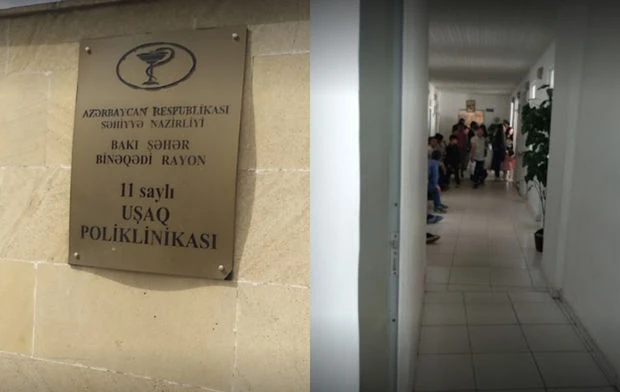 AZƏRBAYCAN RESPUBLİKASI
SƏHİYYƏ NAZİRLİYİ
BAKI ŞƏHƏR
BİNƏQƏDİ RAYON
11 saylı
UŞAQ
POLİKLİNİKASI